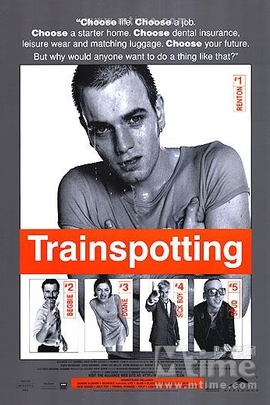 "Choose life. Choose a job.
Choose a starter home. Choose dental insurance,
leisure wear and matching luggage. Choose your future.
But why would anyone want to do a thing like that?"
#1
RENTON
Trainspotting
BEGBIE #2
DIANE #3
SICK BOY #4
SPUD #5
Mtime
www.mtime.com